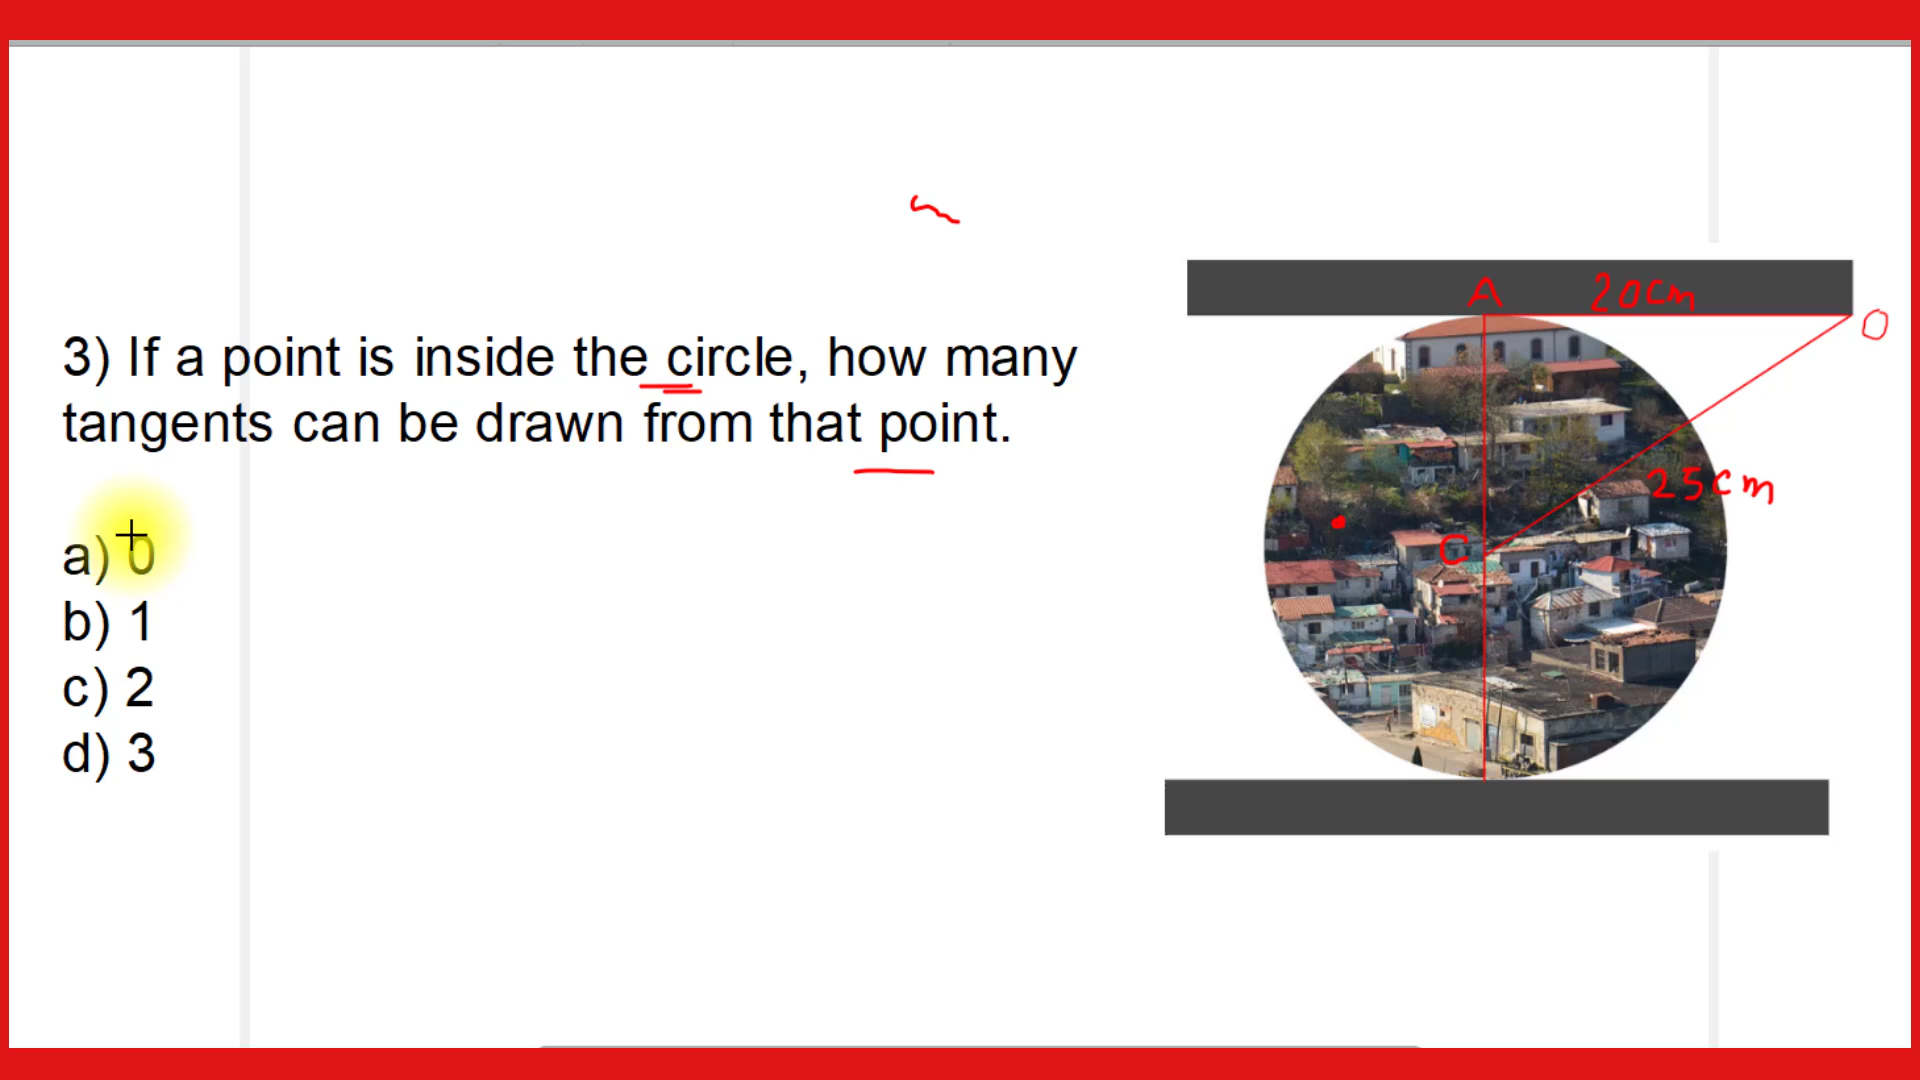 3) If a point is inside the circle, how many
tangents can be drawn from that point.
a) 0
b) 1
c) 2
d) 3
A
20cm
O
25cm
C